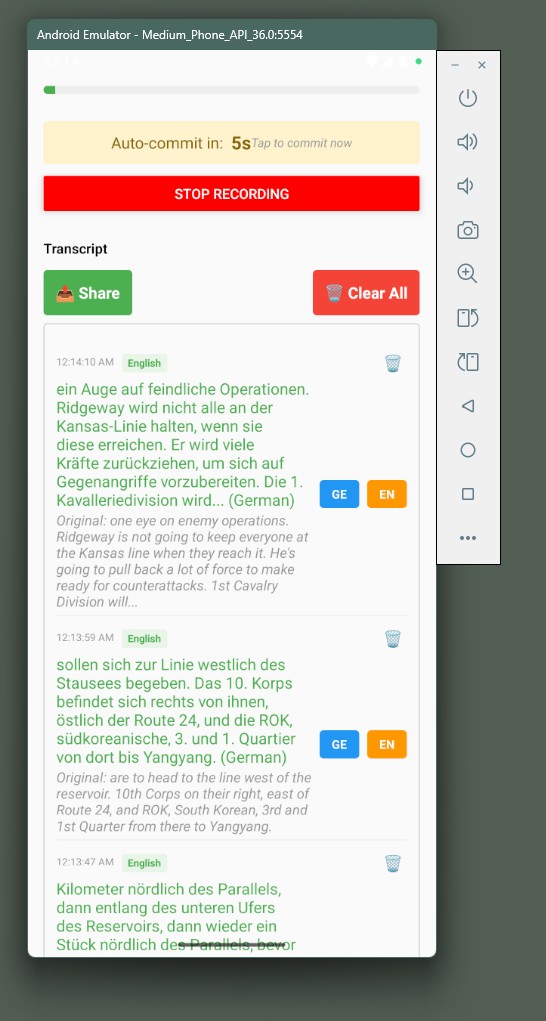 Android Emulator - Medium_Phone_API_36.0:5554
Auto-commit in: 5s Tap to commit now
STOP RECORDING
Transcript
Share
Clear All
12:14:10 AM English
ein Auge auf feindliche Operationen.
Ridgeway wird nicht alle an der
Kansas-Linie halten, wenn sie
diese erreichen. Er wird viele
Kräfte zurückziehen, um sich auf
Gegenangriffe vorzubereiten. Die 1.
Kavalleriedivision wird... (German)
GE EN
Original: one eye on enemy operations.
Ridgeway is not going to keep everyone at
the Kansas line when they reach it. He's
going to pull back a lot of force to make
ready for counterattacks. 1st Cavalry
Division will...
12:13:59 AM English
sollen sich zur Linie westlich des
Stausees begeben. Das 10. Korps
befindet sich rechts von ihnen,
östlich der Route 24, und die ROK,
südkoreanische, 3. und 1. Quartier
von dort bis Yangyang. (German)
GE EN
Original: are to head to the line west of the
reservoir. 10th Corps on their right, east of
Route 24, and ROK, South Korean, 3rd and
1st Quarter from there to Yangyang.
12:13:47 AM English
Kilometer nördlich des Parallels,
dann entlang des unteren Ufers
des Reservoirs, dann wieder ein
Stück nördlich des Parallels, bevor